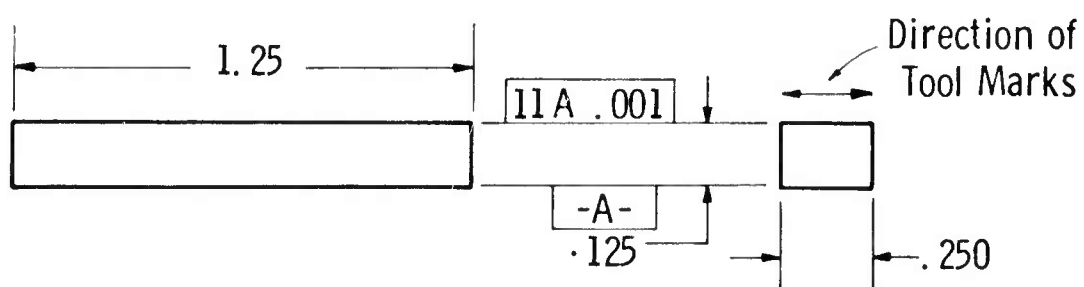 1.25
Direction of
Tool Marks
11 A .001
-A-
.125
.250